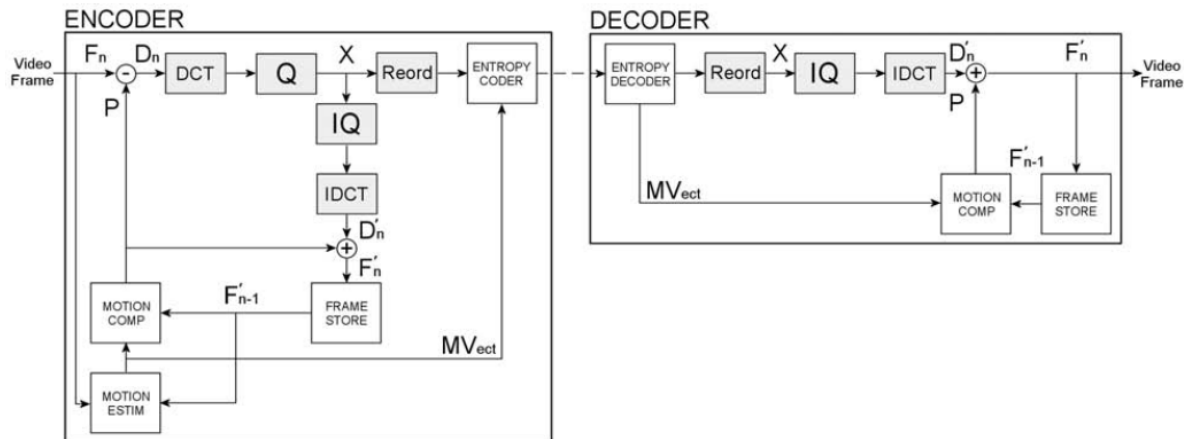 ENCODER
Video
Frame
Fn
Dn
DCT
Q
X
Reord
ENTROPY
CODER
P
IQ
IDCT
D'n
F'n
MOTION
COMP
F'n-1
FRAME
STORE
MVect
MOTION
ESTIM
DECODER
ENTROPY
DECODER
Reord
X
IQ
IDCT
D'n
F'n
Video
Frame
P
F'n-1
MVect
MOTION
COMP
FRAME
STORE